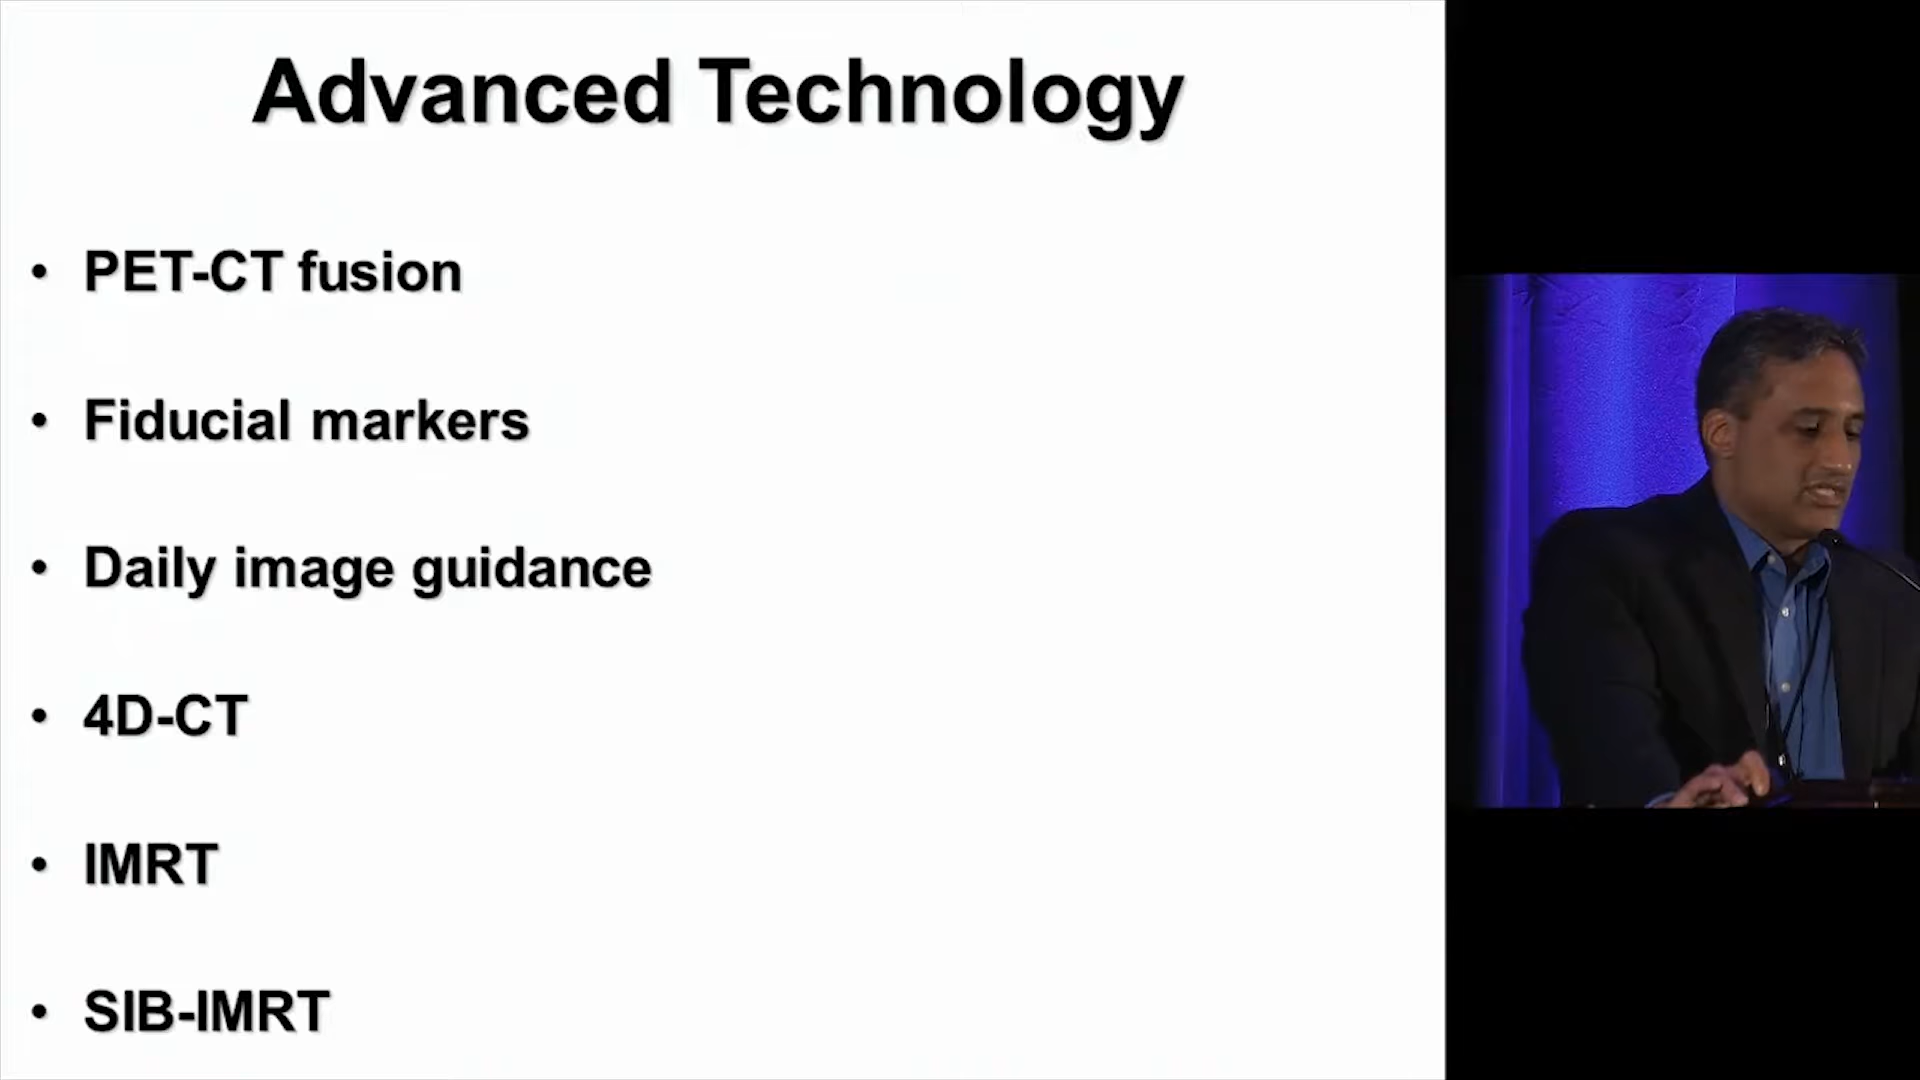 Advanced Technology
• PET-CT fusion
• Fiducial markers
• Daily image guidance
• 4D-CT
• IMRT
• SIB-IMRT